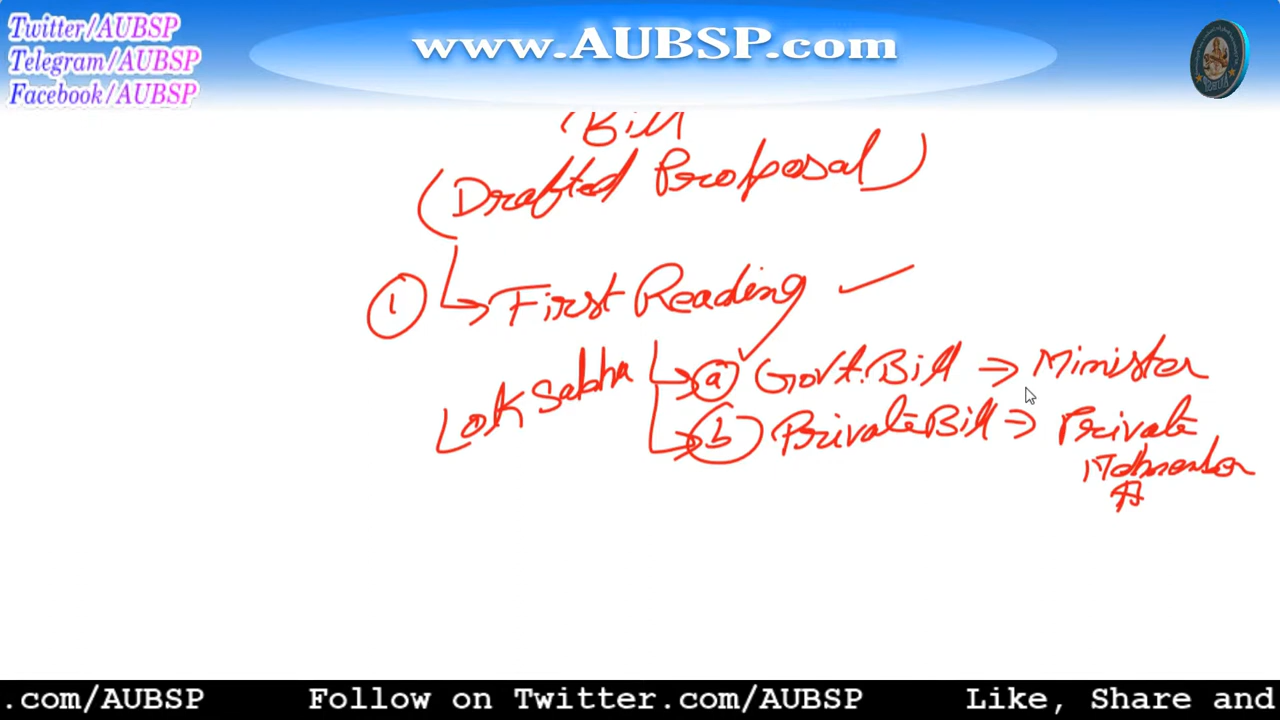 Twitter/AUBSP
Telegram/AUBSP
Facebook/AUBSP
www.AUBSP.com
Bill
(Drafted Proposal)
1 First Reading
Lok Sabha
a Govt. Bill ⇒ Minister
b Private Bill ⇒ Private
Member
.com/AUBSP Follow on Twitter.com/AUBSP Like, Share and